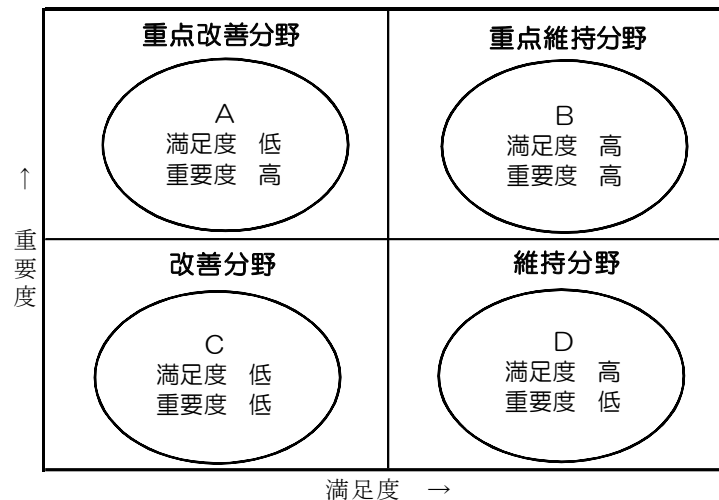 重点改善分野
A
満足度　低
重要度　高
重点維持分野
B
満足度　高
重要度　高
改善分野
C
満足度　低
重要度　低
維持分野
D
満足度　高
重要度　低
↑
重要度
満足度　→